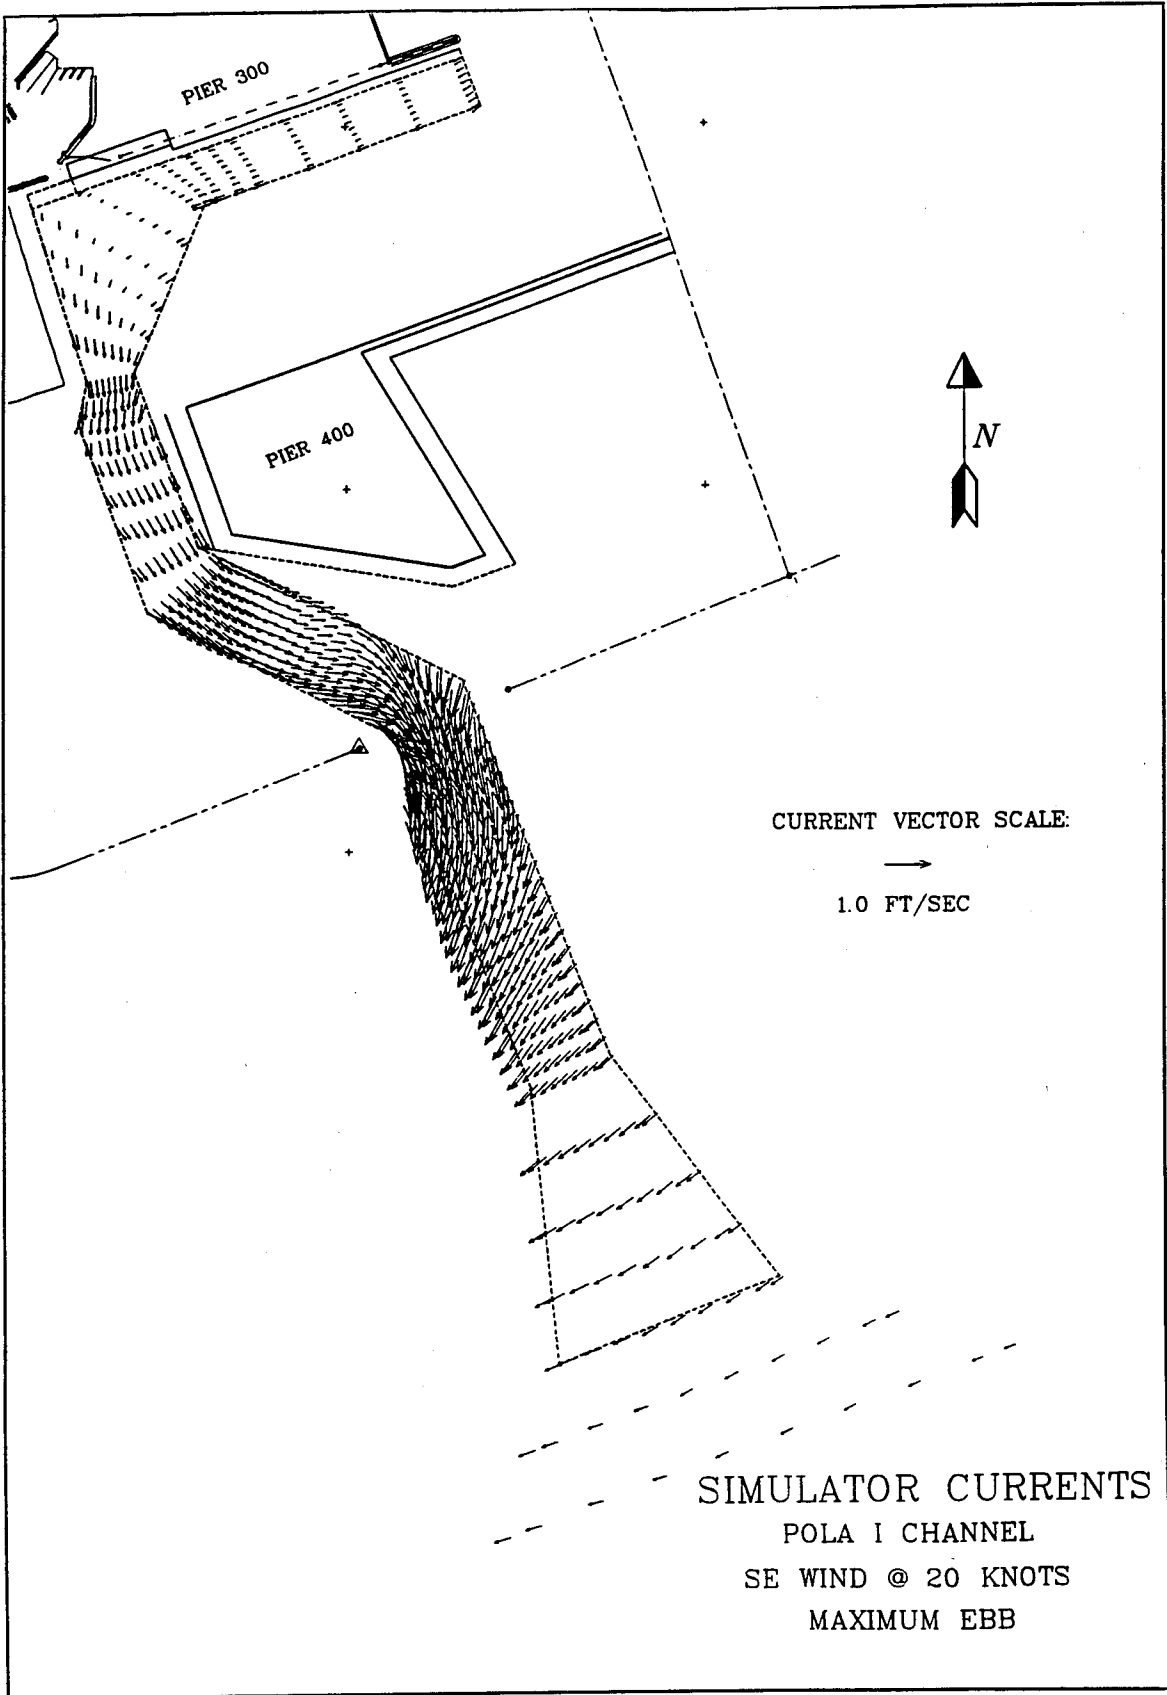 PIER 300
PIER 400
N
CURRENT VECTOR SCALE:
1.0 FT/SEC
SIMULATOR CURRENTS
POLA I CHANNEL
SE WIND @ 20 KNOTS
MAXIMUM EBB